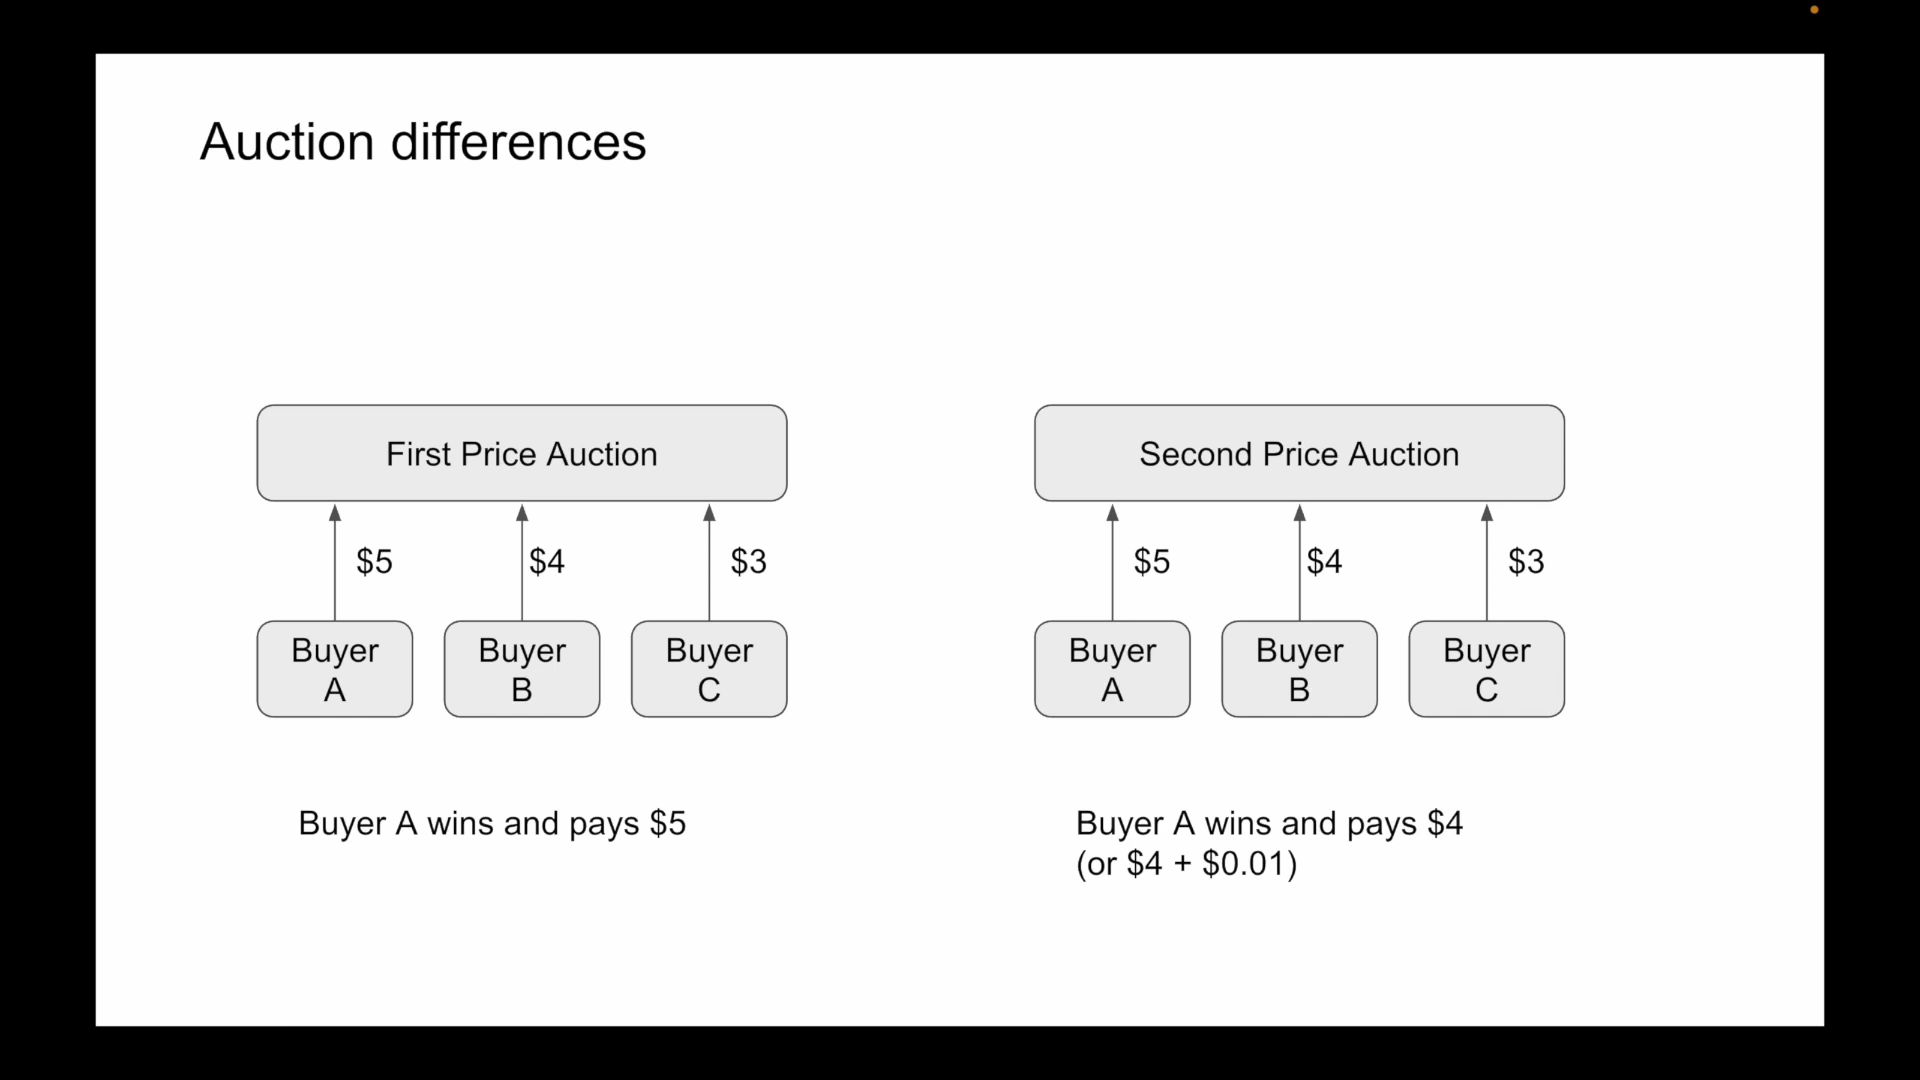 Auction differences
First Price Auction
$5
$4
$3
Buyer
A
Buyer
B
Buyer
C
Buyer A wins and pays $5
Second Price Auction
$5
$4
$3
Buyer
A
Buyer
B
Buyer
C
Buyer A wins and pays $4
(or $4 + $0.01)